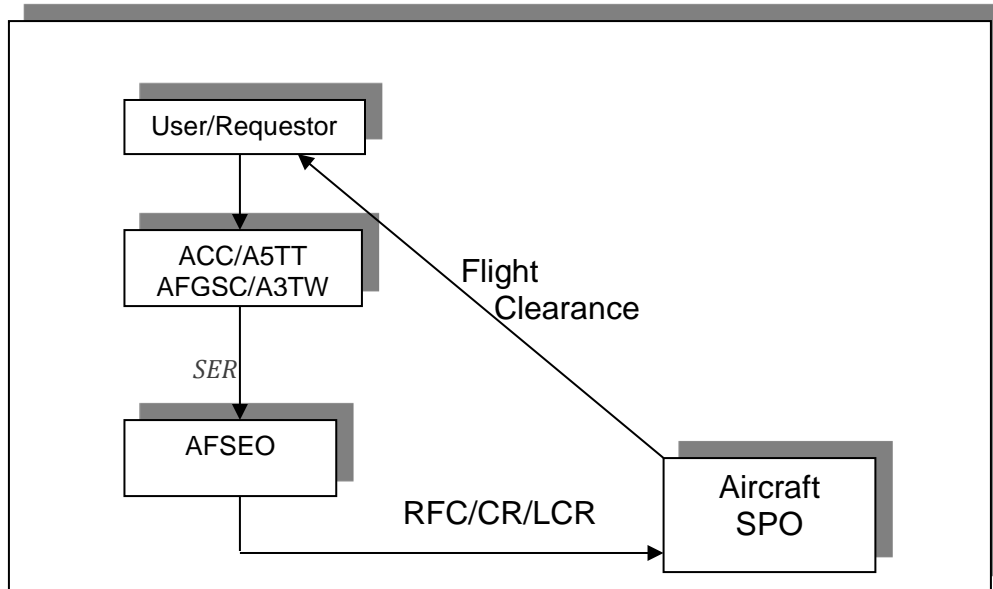 User/Requestor
ACC/A5TT
AFGSC/A3TW
Flight
Clearance
SER
AFSEO
RFC/CR/LCR
Aircraft
SPO